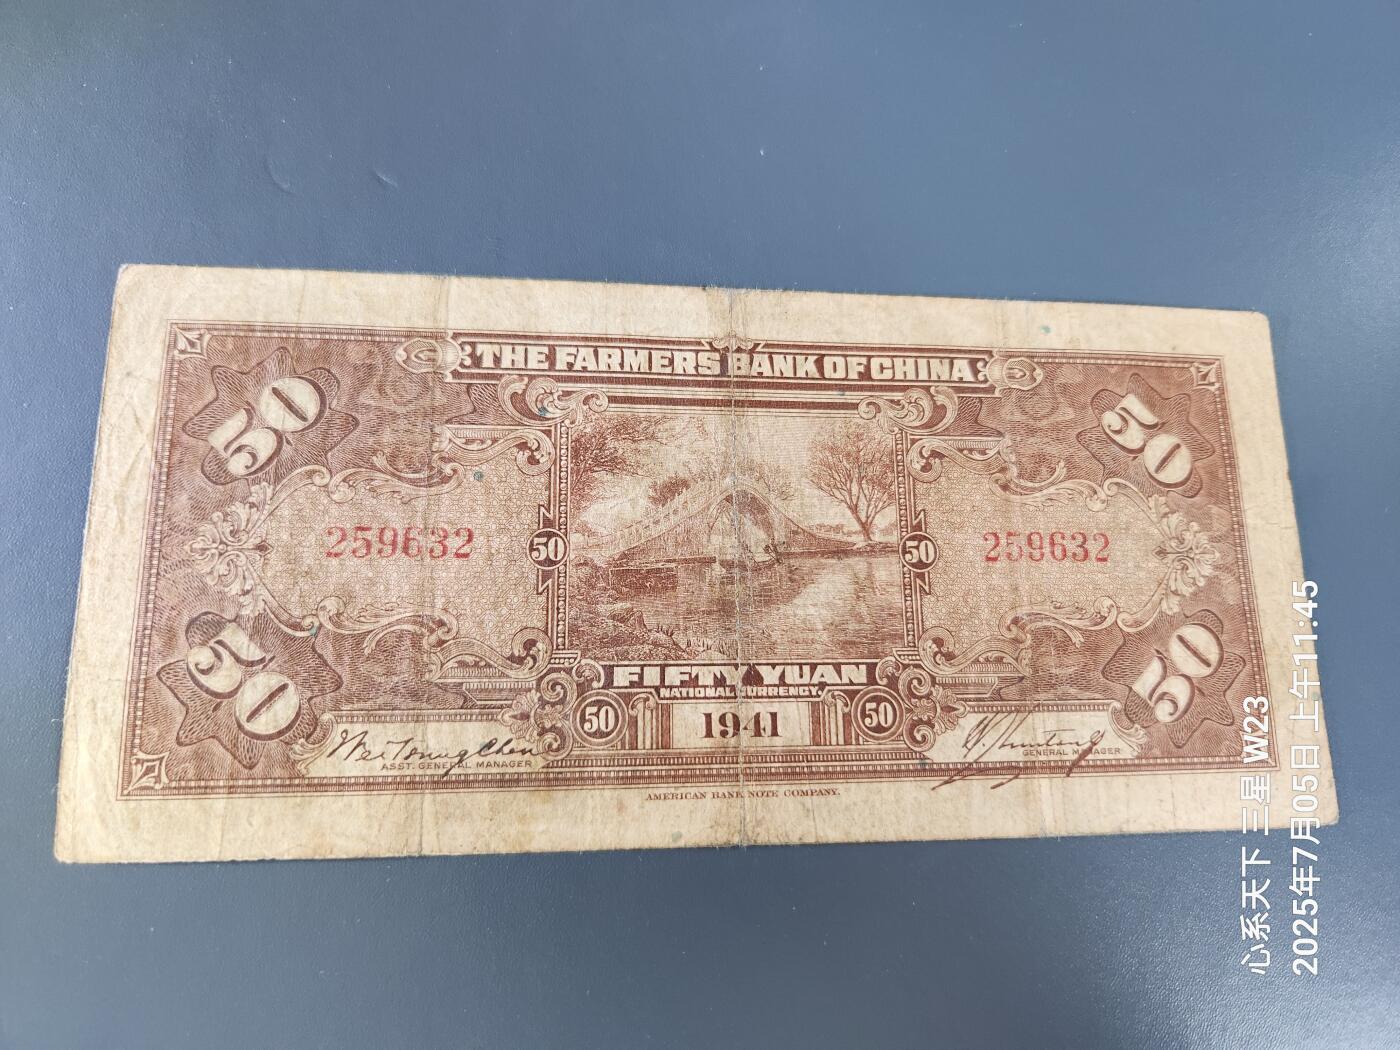 THE FARMERS BANK OF CHINA
50
50
259632
50
50
259632
50
50
FIFTY YUAN
NATIONAL CURRENCY.
50
1941
50
ASST. GENERAL MANAGER
GENERAL MANAGER
AMERICAN BANK NOTE COMPANY.
心系天下 三星 W23
2025年7月05日 上午11:45